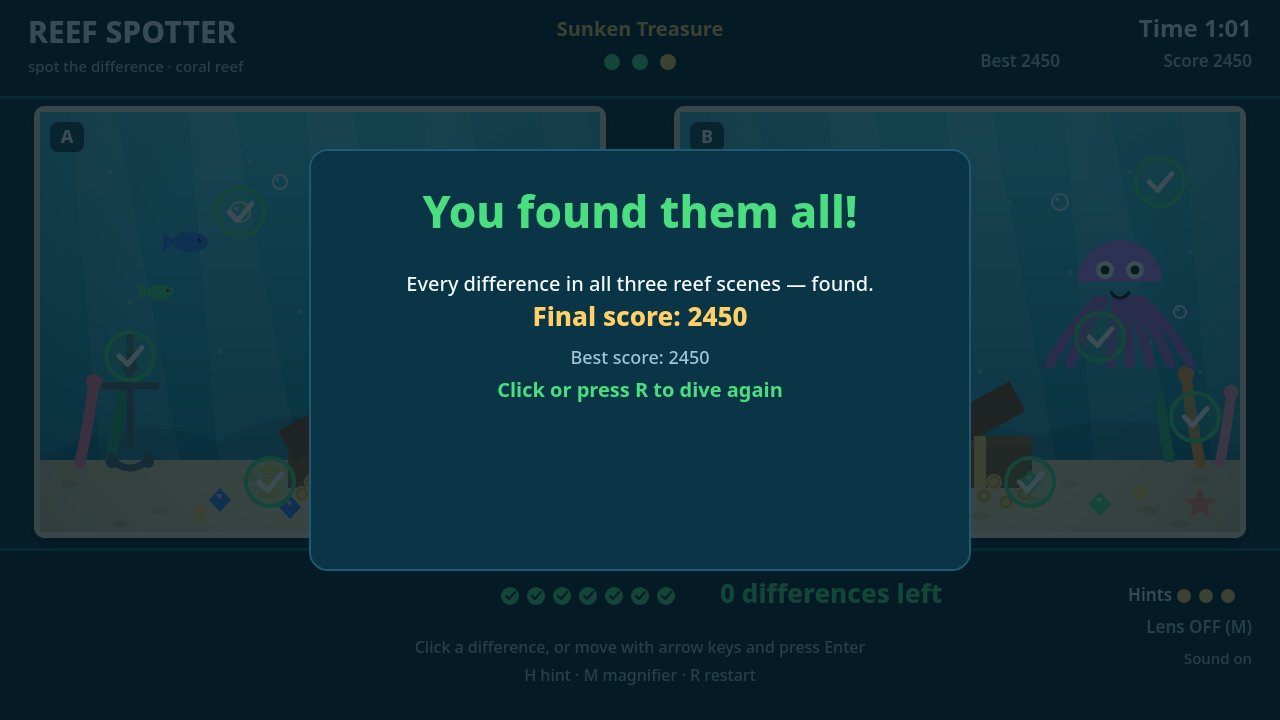 REEF SPOTTER
spot the difference · coral reef
Sunken Treasure
Time 1:01
Best 2450
Score 2450
A
B
You found them all!
Every difference in all three reef scenes — found.
Final score: 2450
Best score: 2450
Click or press R to dive again
0 differences left
Hints
Lens OFF (M)
Sound on
Click a difference, or move with arrow keys and press Enter
H hint · M magnifier · R restart